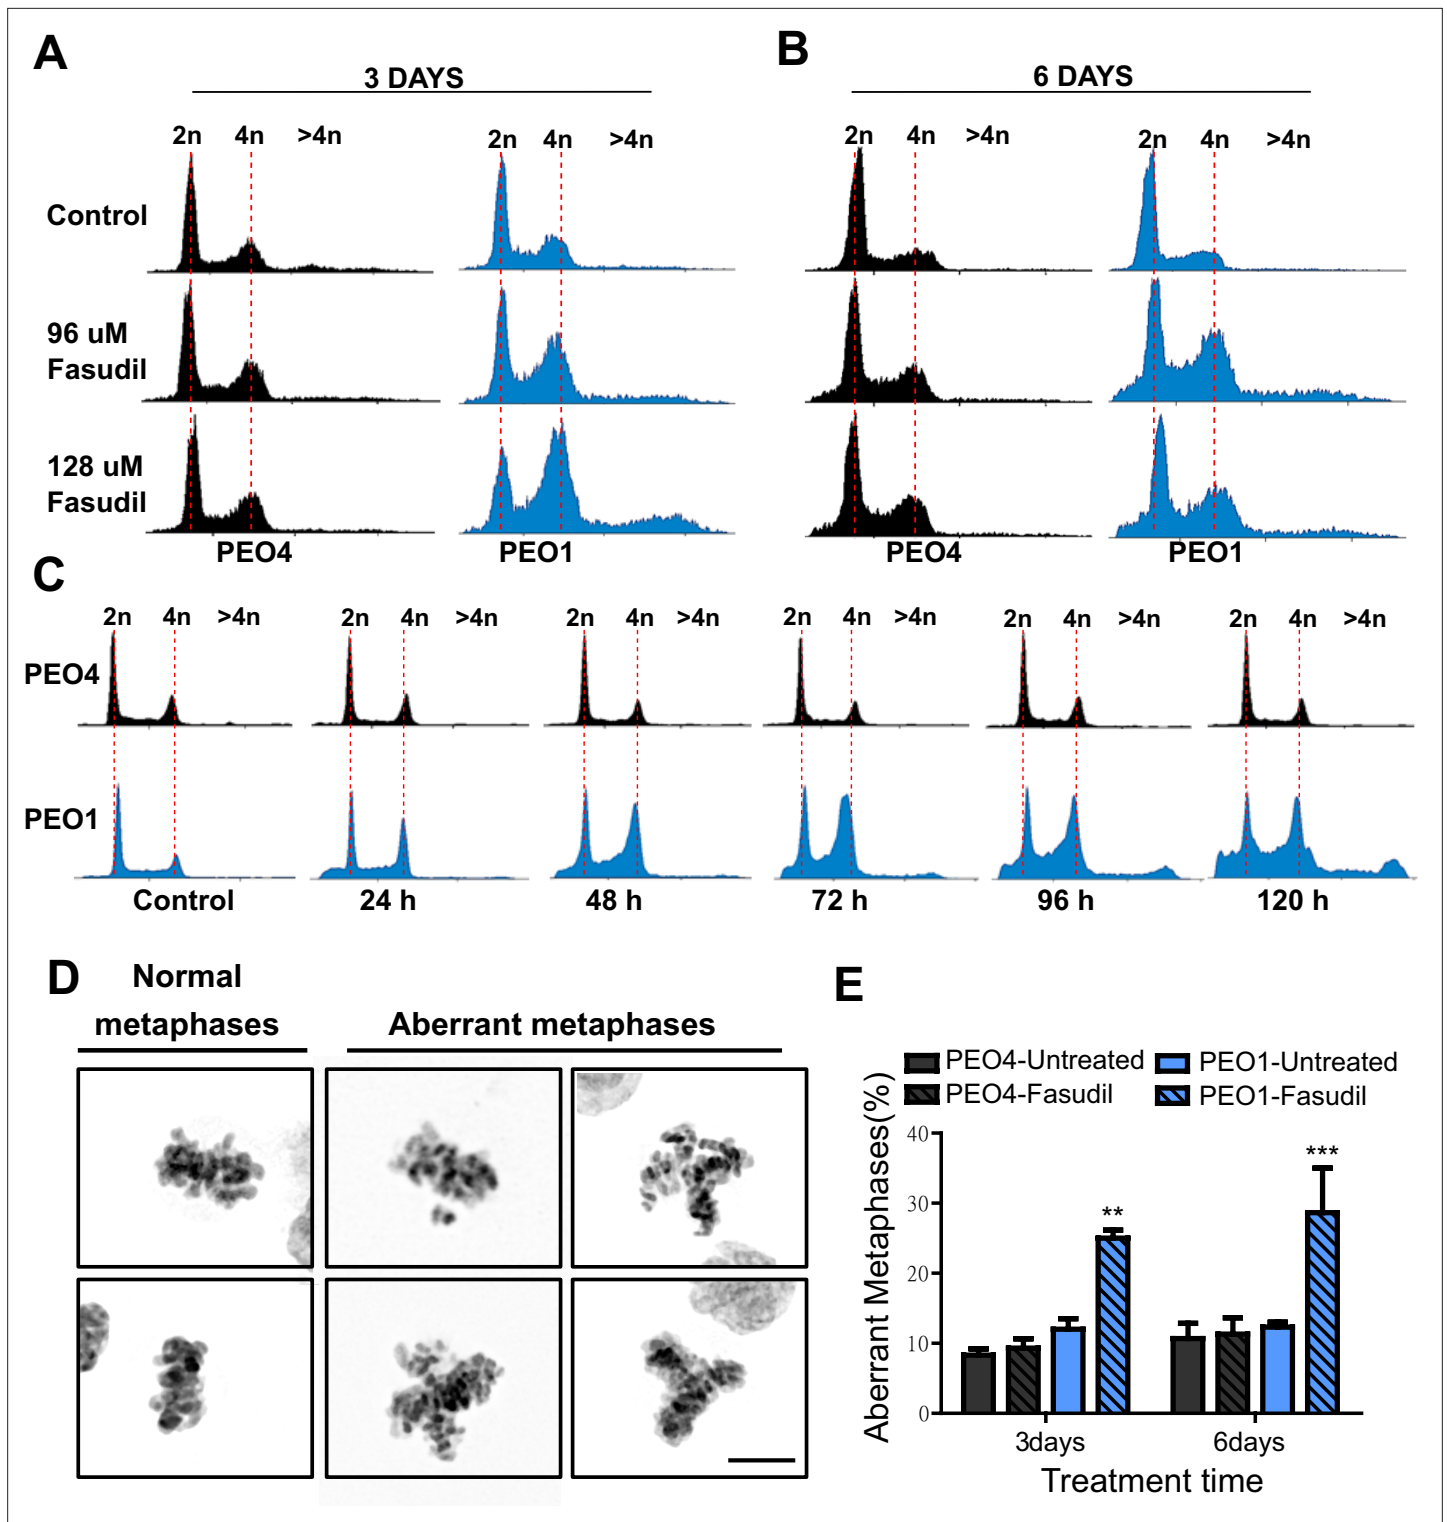 A
B
3 DAYS
6 DAYS
2n 4n >4n 2n 4n >4n 2n 4n >4n 2n 4n >4n
Control
96 uM
Fasudil
128 uM
Fasudil
PEO4 PEO1 PEO4 PEO1
C
2n 4n >4n 2n 4n >4n 2n 4n >4n 2n 4n >4n 2n 4n >4n 2n 4n >4n
PEO4
PEO1
Control 24 h 48 h 72 h 96 h 120 h
D
Normal
metaphases
Aberrant metaphases
E
PEO4-Untreated PEO1-Untreated
PEO4-Fasudil PEO1-Fasudil
Aberrant Metaphases(%)
40
30
20
10
0
**
***
3days 6days
Treatment time